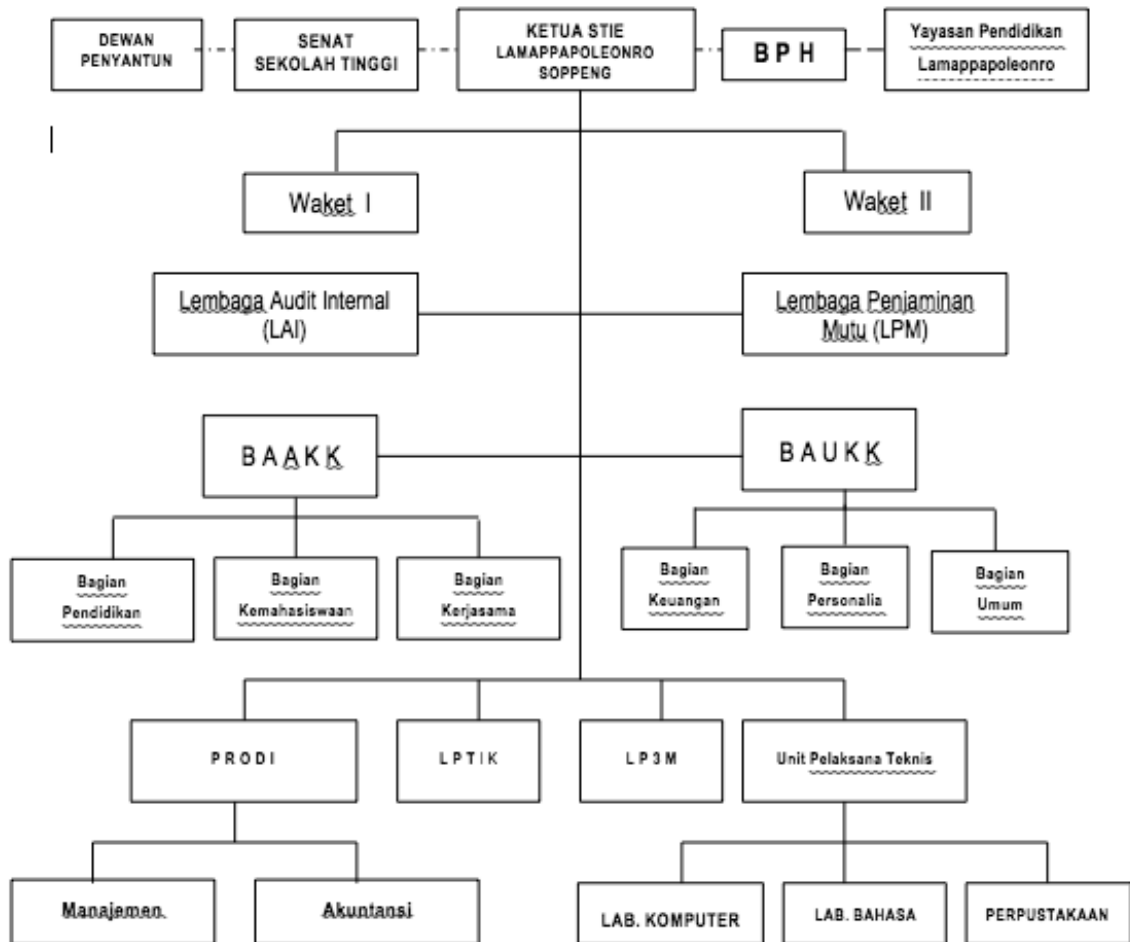 DEWAN
PENYANTUN
SENAT
SEKOLAH TINGGI
KETUA STIE
LAMAPPAPOLEONRO
SOPPENG
B P H
Yayasan Pendidikan
Lamappapoleonro
Waket I
Waket II
Lembaga Audit Internal
(LAI)
Lembaga Penjaminan
Mutu (LPM)
B A A K K
B A U K K
Bagian
Pendidikan
Bagian
Kemahasiswaan
Bagian
Kerjasama
Bagian
Keuangan
Bagian
Personalia
Bagian
Umum
P R O D I
L P T I K
L P 3 M
Unit Pelaksana Teknis
Manajemen
Akuntansi
LAB. KOMPUTER
LAB. BAHASA
PERPUSTAKAAN